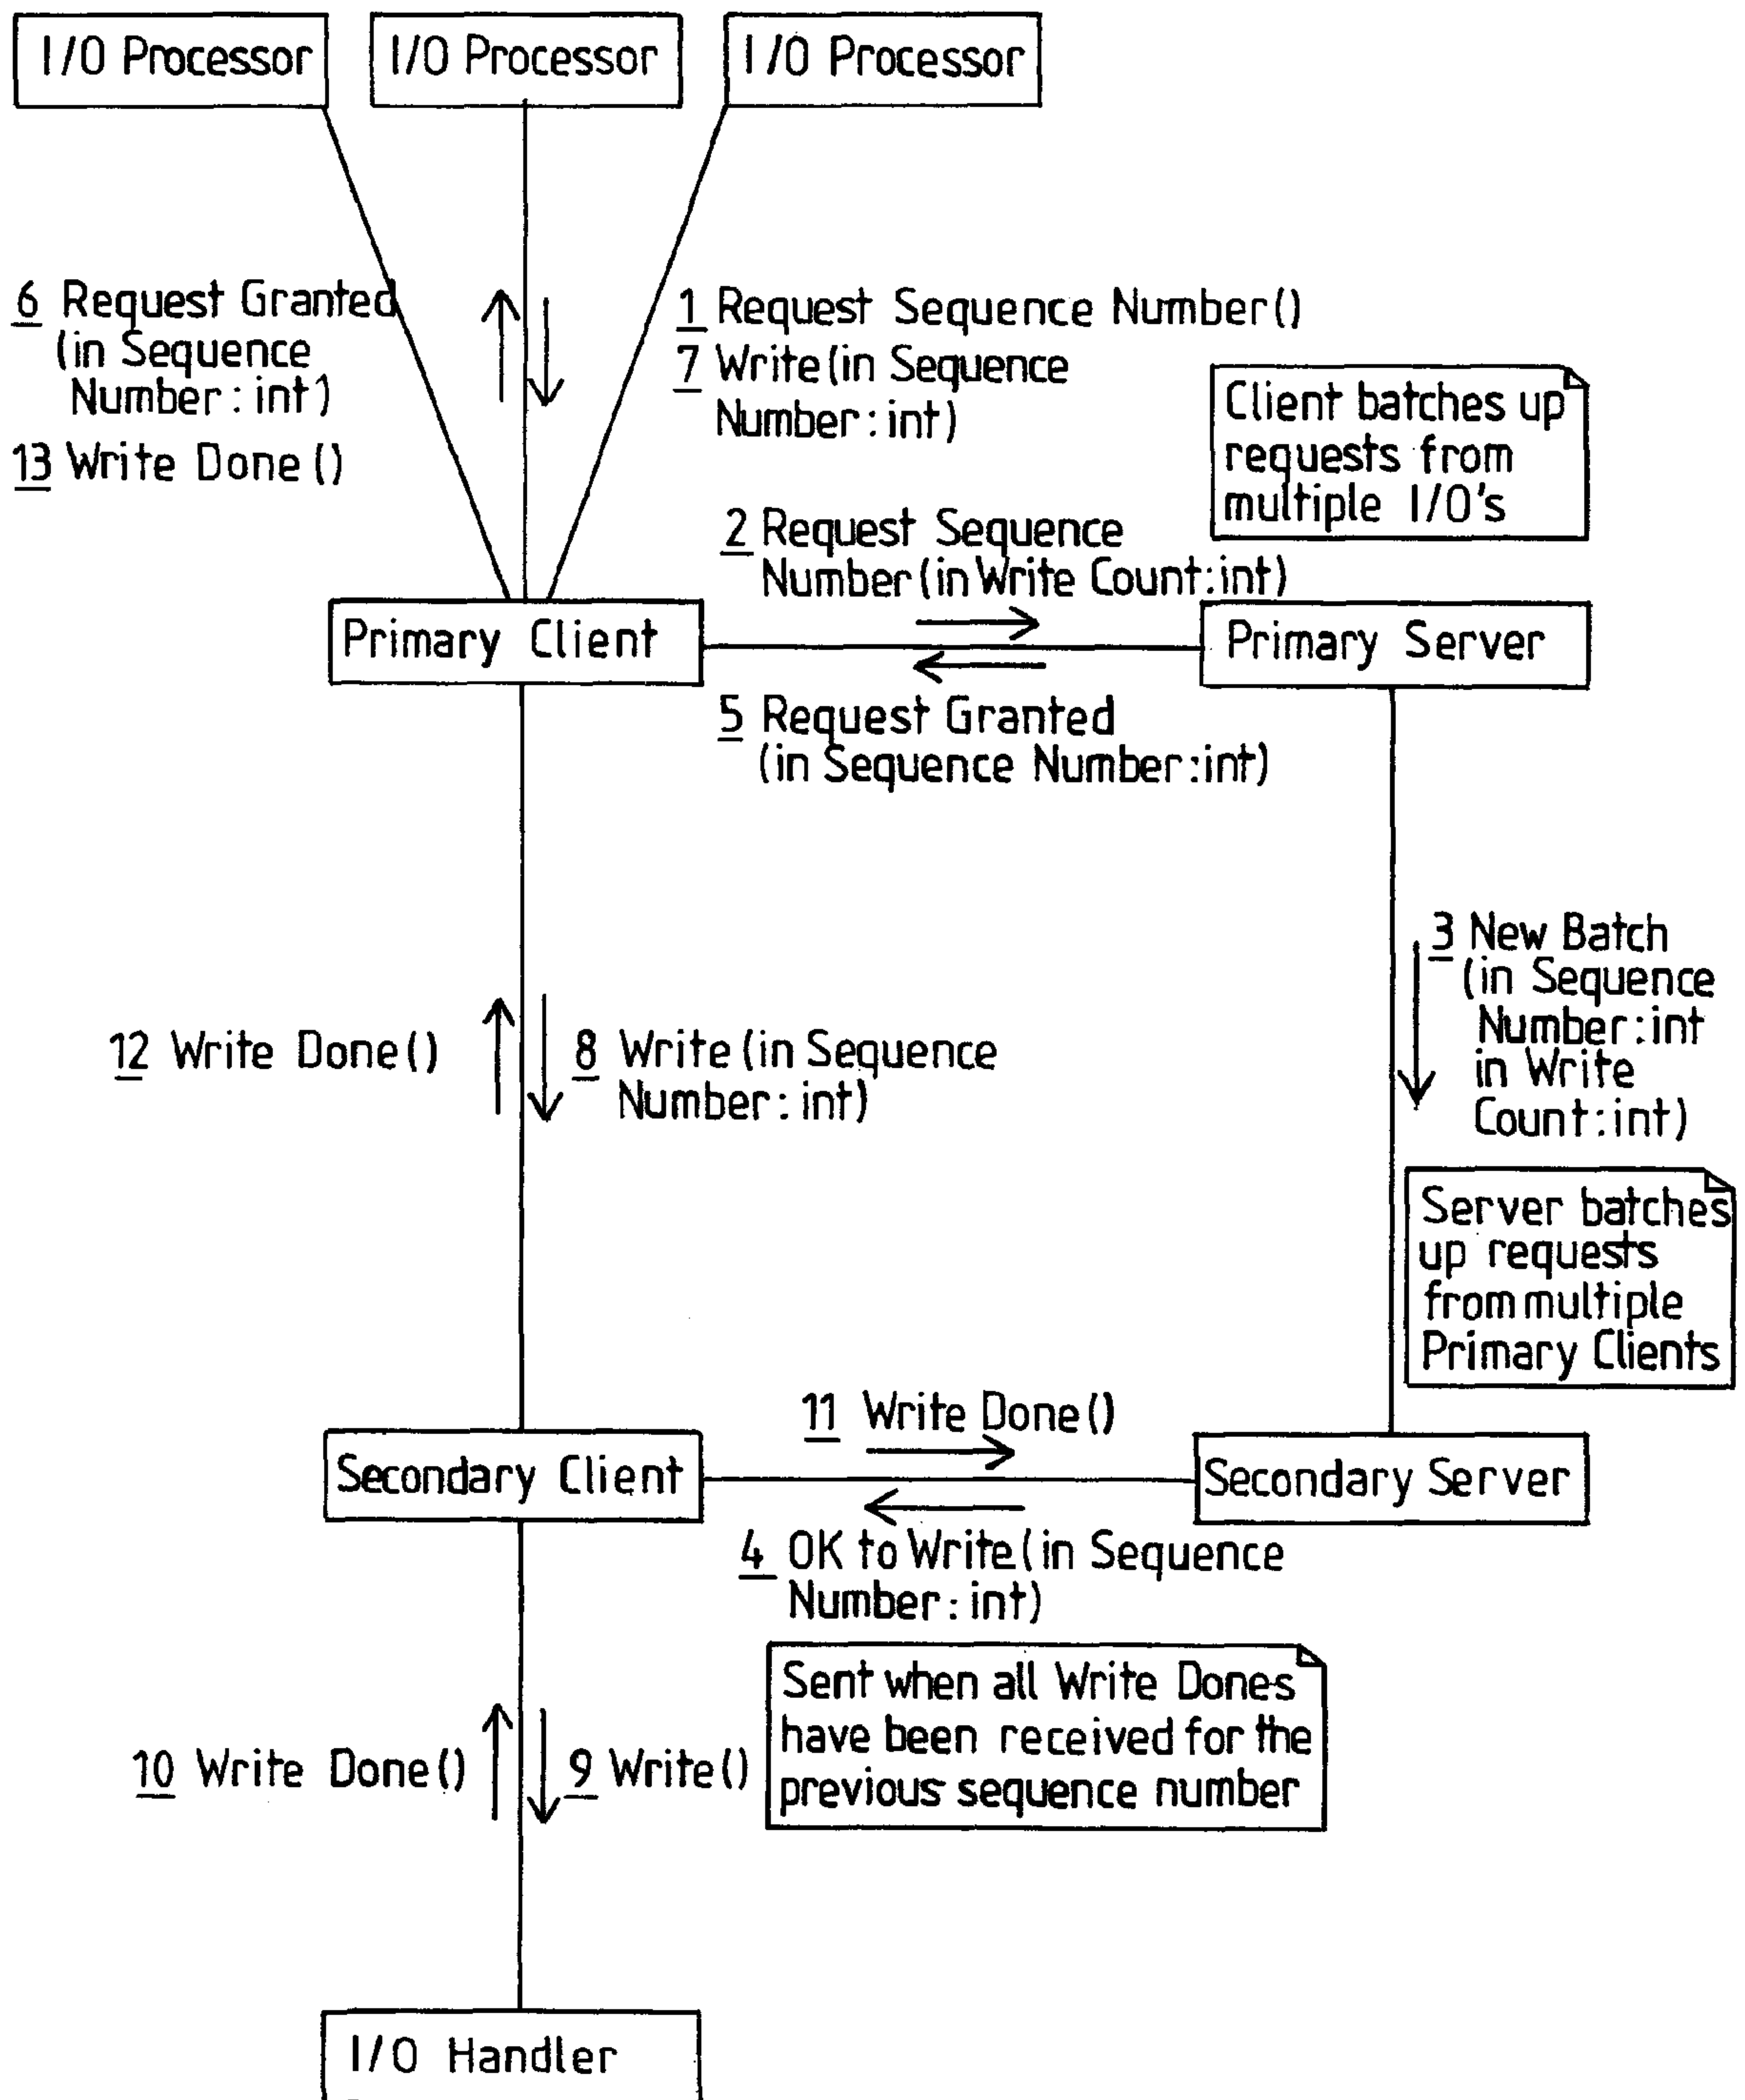 I/O Processor
I/O Processor
I/O Processor
6 Request Granted
(in Sequence
Number: int)
13 Write Done()
1 Request Sequence Number()
7 Write (in Sequence
Number: int)
Client batches up
requests from
multiple I/O's
2 Request Sequence
Number (in Write Count:int)
Primary Client
Primary Server
5 Request Granted
(in Sequence Number:int)
3 New Batch
(in Sequence
Number:int
in Write
Count:int)
12 Write Done()
8 Write (in Sequence
Number: int)
Server batches
up requests
from multiple
Primary Clients
11 Write Done()
Secondary Client
Secondary Server
4 OK to Write (in Sequence
Number: int)
Sent when all Write Dones
have been received for the
previous sequence number
10 Write Done()
9 Write()
I/O Handler